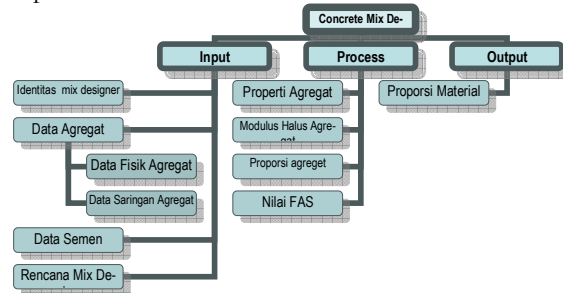 Concrete Mix De-
Input
Process
Output
Identitas mix designer
Data Agregat
Data Fisik Agregat
Data Saringan Agregat
Data Semen
Rencana Mix De-
Properti Agregat
Modulus Halus Agre-
gat
Proporsi agreget
Nilai FAS
Proporsi Material